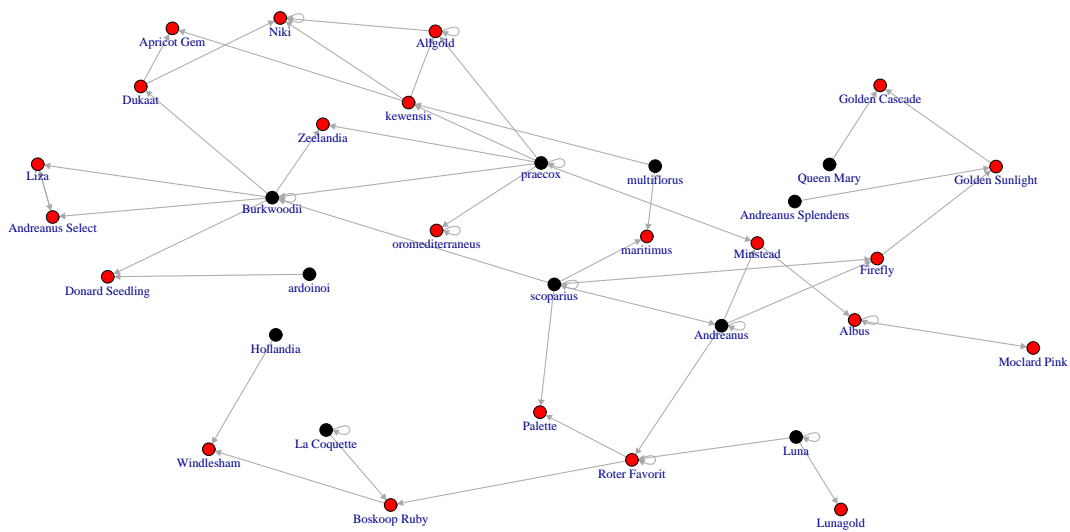 Niki
Apricot Gem
Allgold
Dukaat
Golden Cascade
kewensis
Zeelandia
Liza
praecox
multiflorus
Queen Mary
Golden Sunlight
Burkwoodii
Andreanus Splendens
Andreanus Select
oromediterraneus
maritimus
Minstead
Firefly
Donard Seedling
ardoinoi
scoparius
Andreanus
Albus
Hollandia
Moclard Pink
Palette
La Coquette
Luna
Windlesham
Roter Favorit
Boskoop Ruby
Lunagold